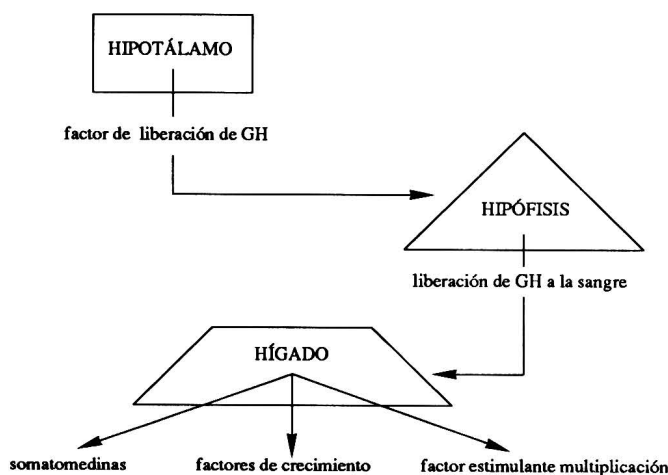 HIPOTÁLAMO
factor de liberación de GH
HIPÓFISIS
liberación de GH a la sangre
HÍGADO
somatomedinas
factores de crecimiento
factor estimulante multiplicación